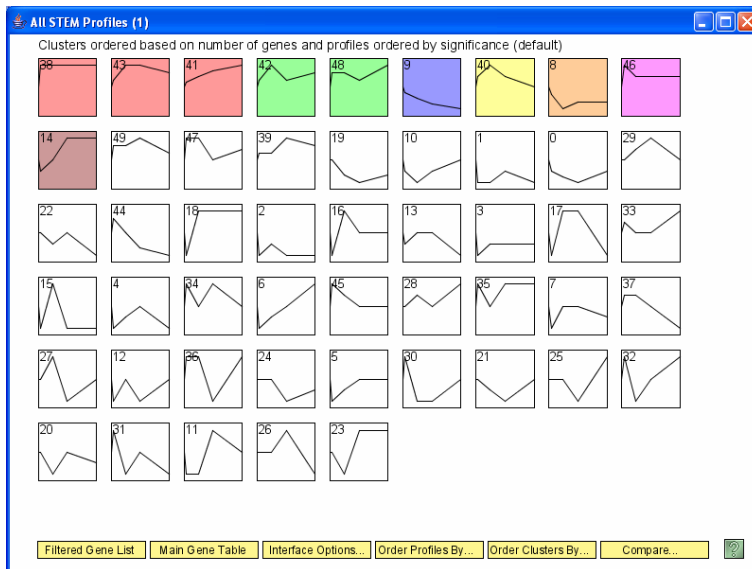 All STEM Profiles (1)
Clusters ordered based on number of genes and profiles ordered by significance (default)
38 43 41 42 48 9 40 8 46
14 49 47 39 19 10 1 0 29
22 44 18 2 16 13 3 17 33
15 4 34 6 45 28 35 7 37
27 12 36 24 5 30 21 25 32
20 31 11 26 23
Filtered Gene List Main Gene Table Interface Options... Order Profiles By... Order Clusters By... Compare... ?